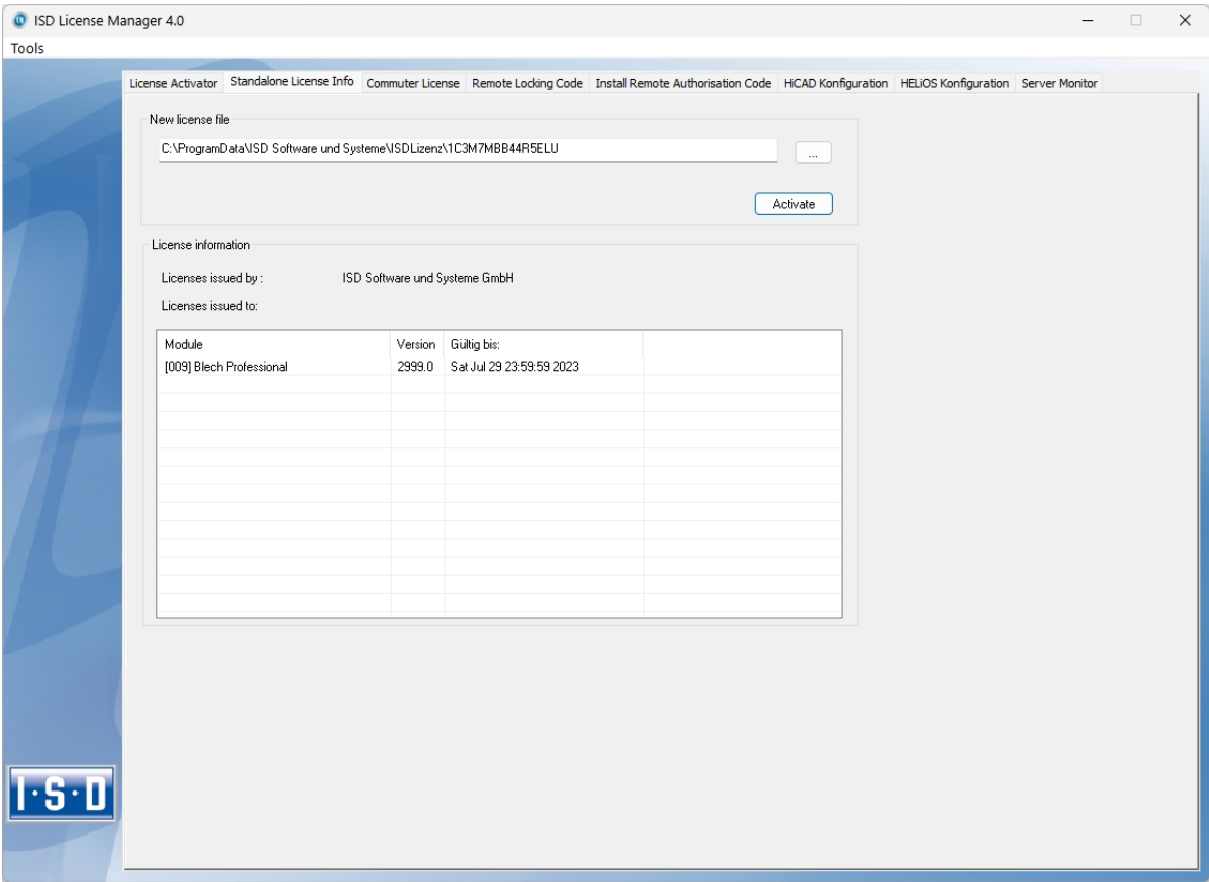 ISD License Manager 4.0
Tools
License Activator Standalone License Info Commuter License Remote Locking Code Install Remote Authorisation Code HiCAD Konfiguration HELiOS Konfiguration Server Monitor
New license file
C:\ProgramData\ISD Software und Systeme\ISDLizenz\1C3M7MBB44R5ELU
...
Activate
License information
Licenses issued by : ISD Software und Systeme GmbH
Licenses issued to:
Module Version Gültig bis:
[009] Blech Professional 2999.0 Sat Jul 29 23:59:59 2023
I·S·D